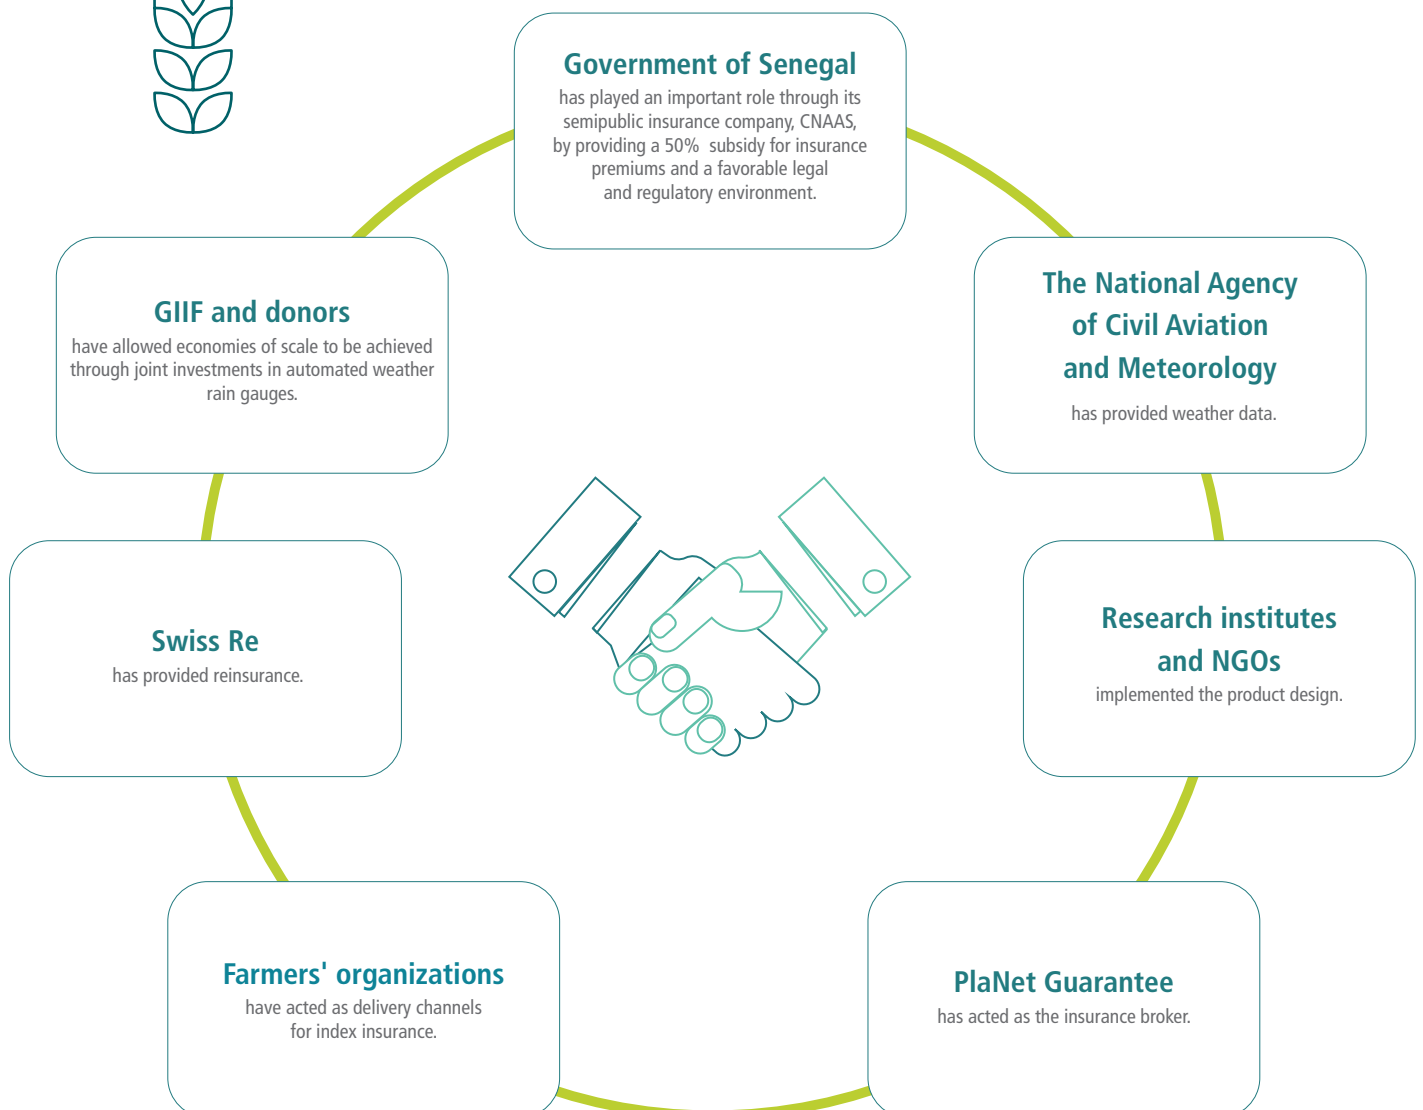 Government of Senegal
has played an important role through its
semipublic insurance company, CNAAS,
by providing a 50% subsidy for insurance
premiums and a favorable legal
and regulatory environment.
GIIF and donors
have allowed economies of scale to be achieved
through joint investments in automated weather
rain gauges.
The National Agency
of Civil Aviation
and Meteorology
has provided weather data.
Swiss Re
has provided reinsurance.
Research institutes
and NGOs
implemented the product design.
Farmers' organizations
have acted as delivery channels
for index insurance.
PlaNet Guarantee
has acted as the insurance broker.